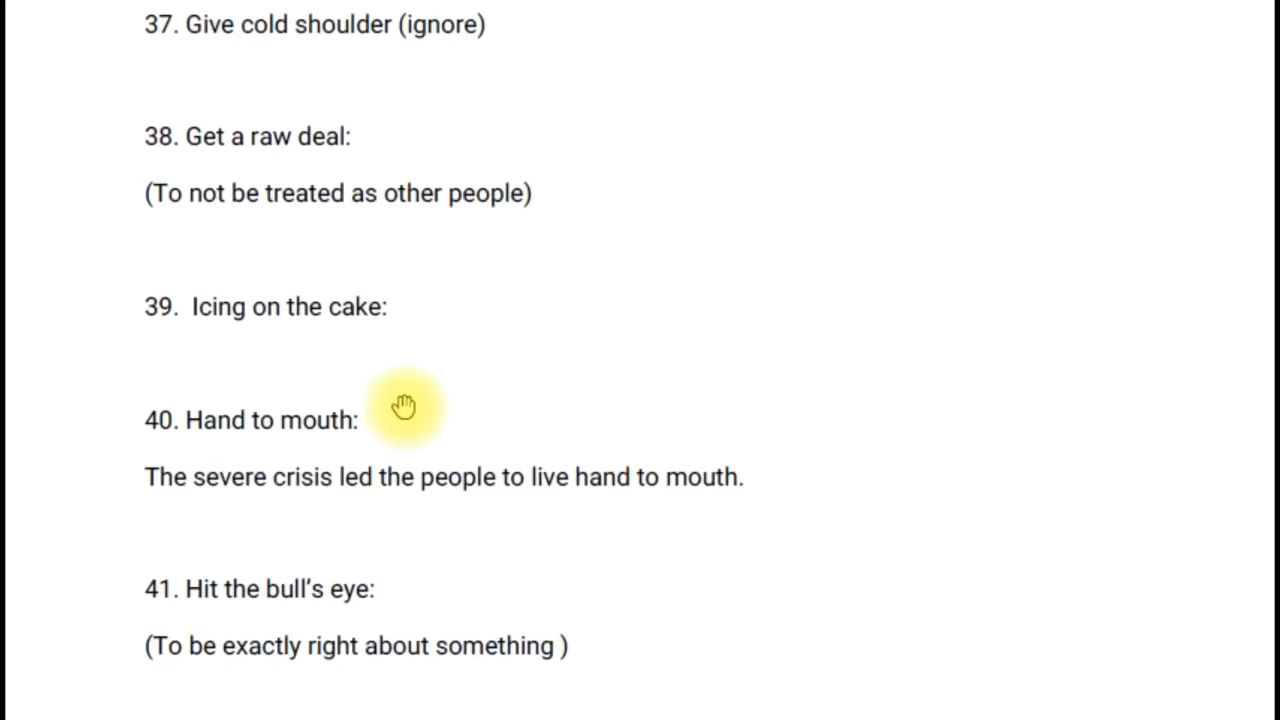 37. Give cold shoulder (ignore)
38. Get a raw deal:
(To not be treated as other people)
39.  Icing on the cake:
40. Hand to mouth:
The severe crisis led the people to live hand to mouth.
41. Hit the bull’s eye:
(To be exactly right about something )